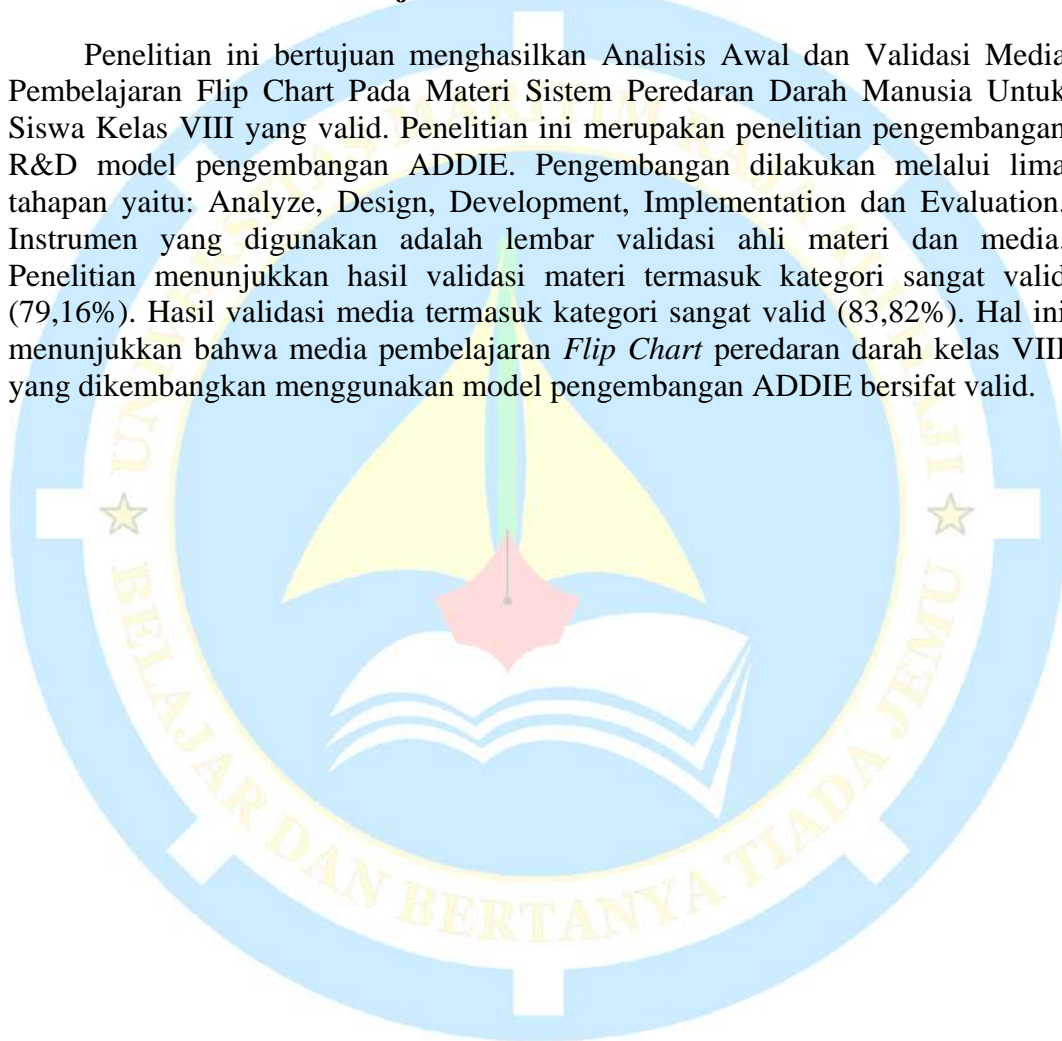 Penelitian ini bertujuan menghasilkan Analisis Awal dan Validasi Media
Pembelajaran Flip Chart Pada Materi Sistem Peredaran Darah Manusia Untuk
Siswa Kelas VIII yang valid. Penelitian ini merupakan penelitian pengembangan
R&D model pengembangan ADDIE. Pengembangan dilakukan melalui lima
tahapan yaitu: Analyze, Design, Development, Implementation dan Evaluation.
Instrumen yang digunakan adalah lembar validasi ahli materi dan media.
Penelitian menunjukkan hasil validasi materi termasuk kategori sangat valid
(79,16%). Hasil validasi media termasuk kategori sangat valid (83,82%). Hal ini
menunjukkan bahwa media pembelajaran Flip Chart peredaran darah kelas VIII
yang dikembangkan menggunakan model pengembangan ADDIE bersifat valid.
UNIVERSITAS MARITIM RAJA ALI HAJI
BELAJAR DAN BERTANYA TIADA JEMU